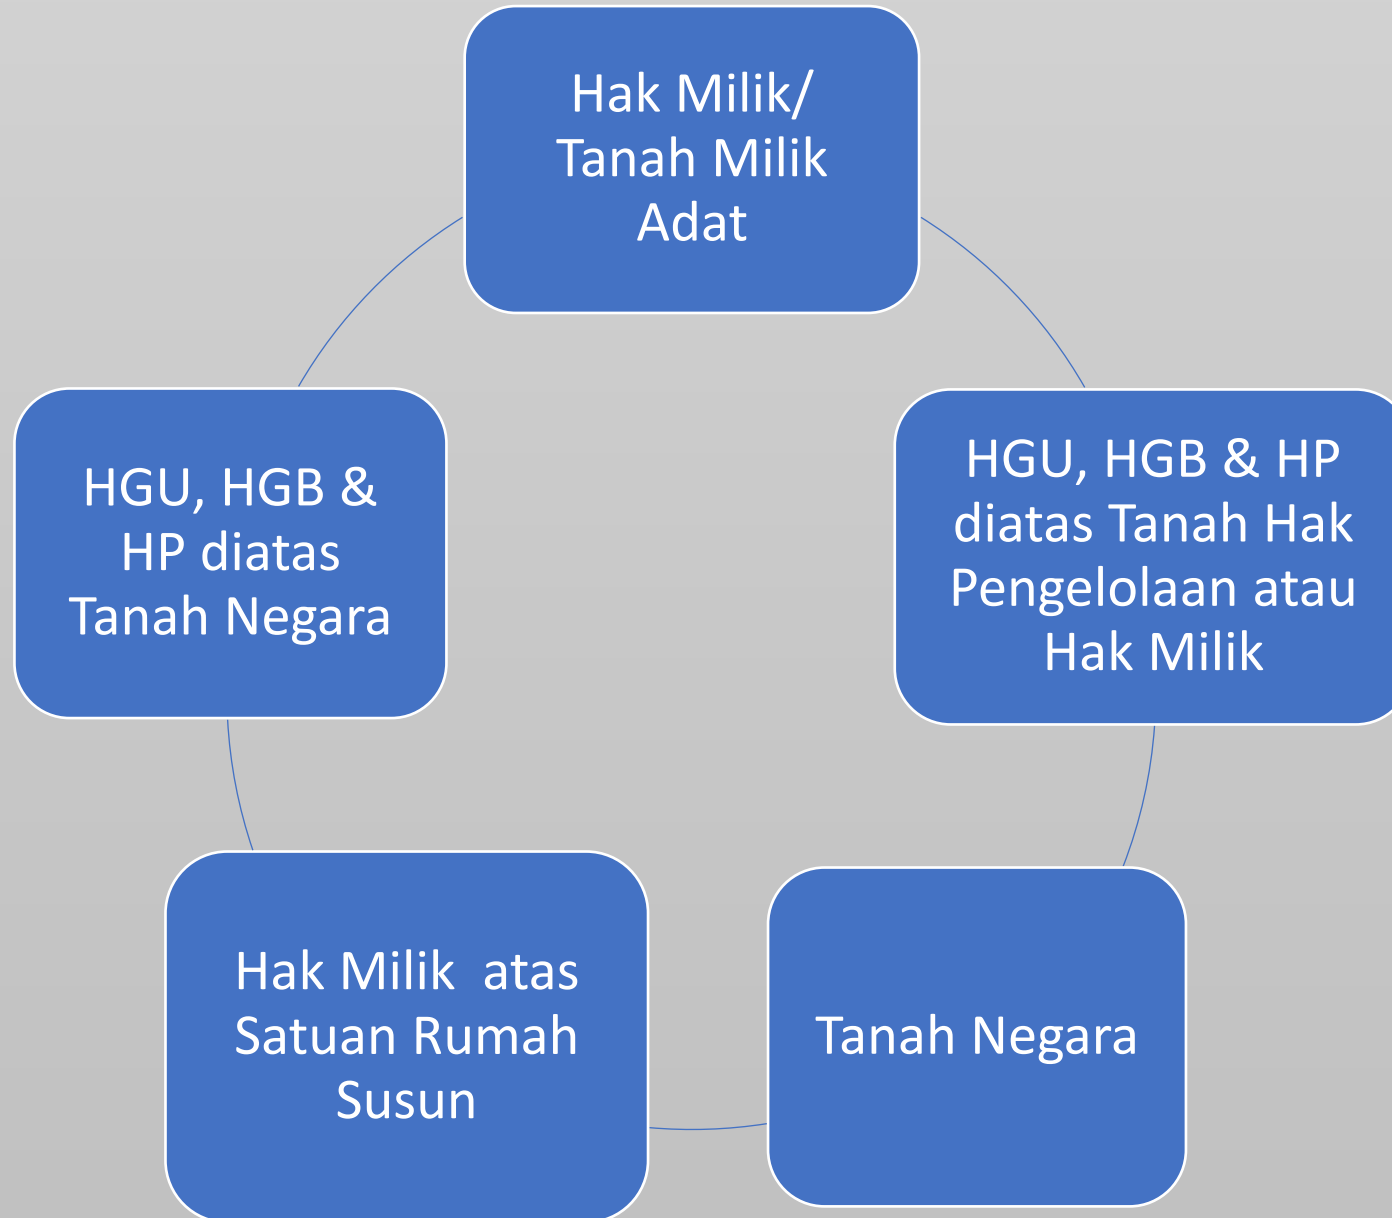 Hak Milik/
Tanah Milik
Adat
HGU, HGB & HP
diatas Tanah Hak
Pengelolaan atau
Hak Milik
Tanah Negara
Hak Milik  atas
Satuan Rumah
Susun
HGU, HGB &
HP diatas
Tanah Negara